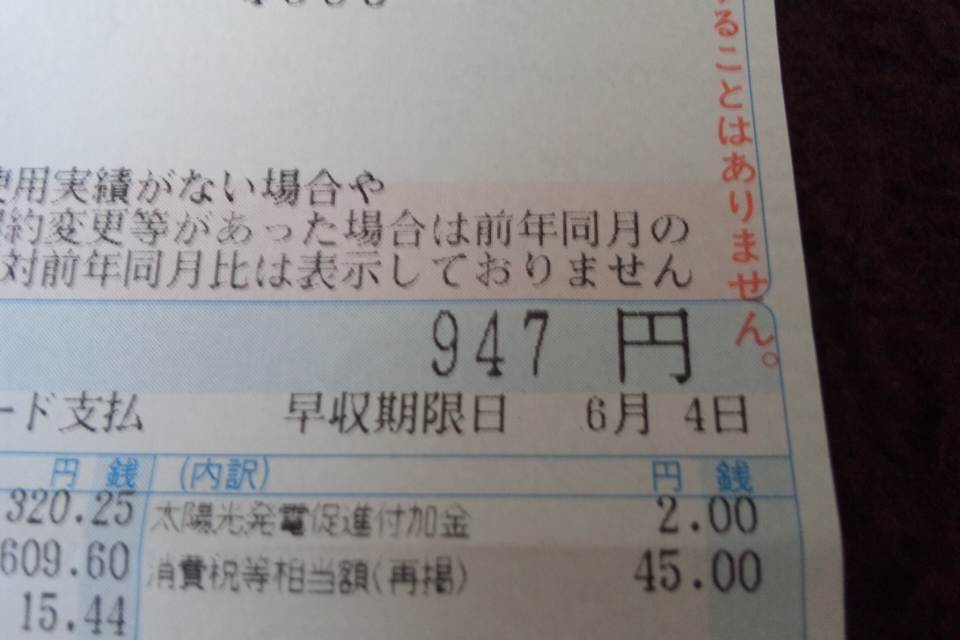 ることはありません。
使用実績がない場合や
契約変更等があった場合は前年同月の
対前年同月比は表示しておりません
947 円
ード支払 早収期限日 6月 4日
円 銭 (内訳) 円 銭
320.25 太陽光発電促進付加金 2.00
609.60 消費税等相当額(再掲) 45.00
15.44